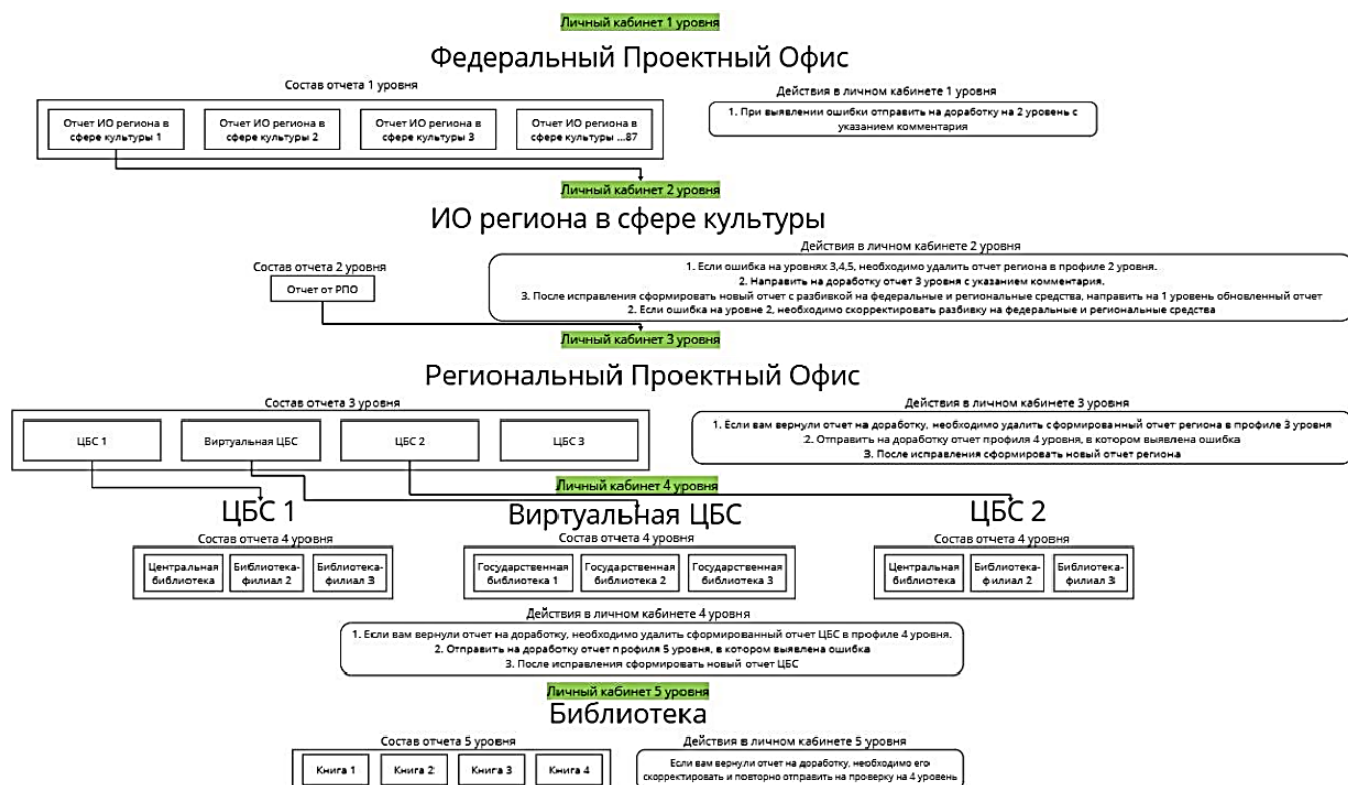 Личный кабинет 1 уровня
Федеральный Проектный Офис
Состав отчета 1 уровня
Отчет ИО региона в
сфере культуры 1
Отчет ИО региона в
сфере культуры 2
Отчет ИО региона в
сфере культуры 3
Отчет ИО региона в
сфере культуры ...87
Действия в личном кабинете 1 уровня
1. При выявлении ошибки отправить на доработку на 2 уровень с
указанием комментария
Личный кабинет 2 уровня
ИО региона в сфере культуры
Состав отчета 2 уровня
Отчет от РПО
Действия в личном кабинете 2 уровня
1. Если ошибка на уровнях 3,4,5, необходимо удалить отчет региона в профиле 2 уровня.
2. Направить на доработку отчет 3 уровня с указанием комментария.
3. После исправления сформировать новый отчет с разбивкой на федеральные и региональные средства, направить на 1 уровень обновленный отчет
2. Если ошибка на уровне 2, необходимо скорректировать разбивку на федеральные и региональные средства
Личный кабинет 3 уровня
Региональный Проектный Офис
Состав отчета 3 уровня
ЦБС 1
Виртуальная ЦБС
ЦБС 2
ЦБС 3
Действия в личном кабинете 3 уровня
1. Если вам вернули отчет на доработку, необходимо удалить сформированный отчет региона в профиле 3 уровня
2. Отправить на доработку отчет профиля 4 уровня, в котором выявлена ошибка
3. После исправления сформировать новый отчет региона
Личный кабинет 4 уровня
ЦБС 1
Состав отчета 4 уровня
Центральная
библиотека
Библиотека-
филиал 2
Библиотека-
филиал 3
Виртуальная ЦБС
Состав отчета 4 уровня
Государственная
библиотека 1
Государственная
библиотека 2
Государственная
библиотека 3
ЦБС 2
Состав отчета 4 уровня
Центральная
библиотека
Библиотека-
филиал 2
Библиотека-
филиал 3
Действия в личном кабинете 4 уровня
1. Если вам вернули отчет на доработку, необходимо удалить сформированный отчет ЦБС в профиле 4 уровня.
2. Отправить на доработку отчет профиля 5 уровня, в котором выявлена ошибка
3. После исправления сформировать новый отчет ЦБС
Личный кабинет 5 уровня
Библиотека
Состав отчета 5 уровня
Книга 1
Книга 2
Книга 3
Книга 4
Действия в личном кабинете 5 уровня
Если вам вернули отчет на доработку, необходимо его
скорректировать и повторно отправить на проверку на 4 уровень